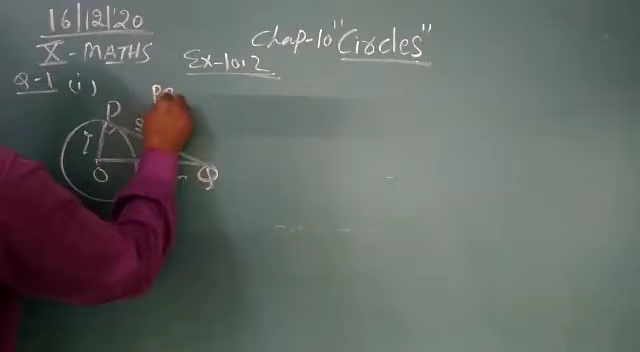 16/12/'20
Chap-10 "Circles"
X - MATHS
Ex-10.2
Q-1 (i)
P
O
Q